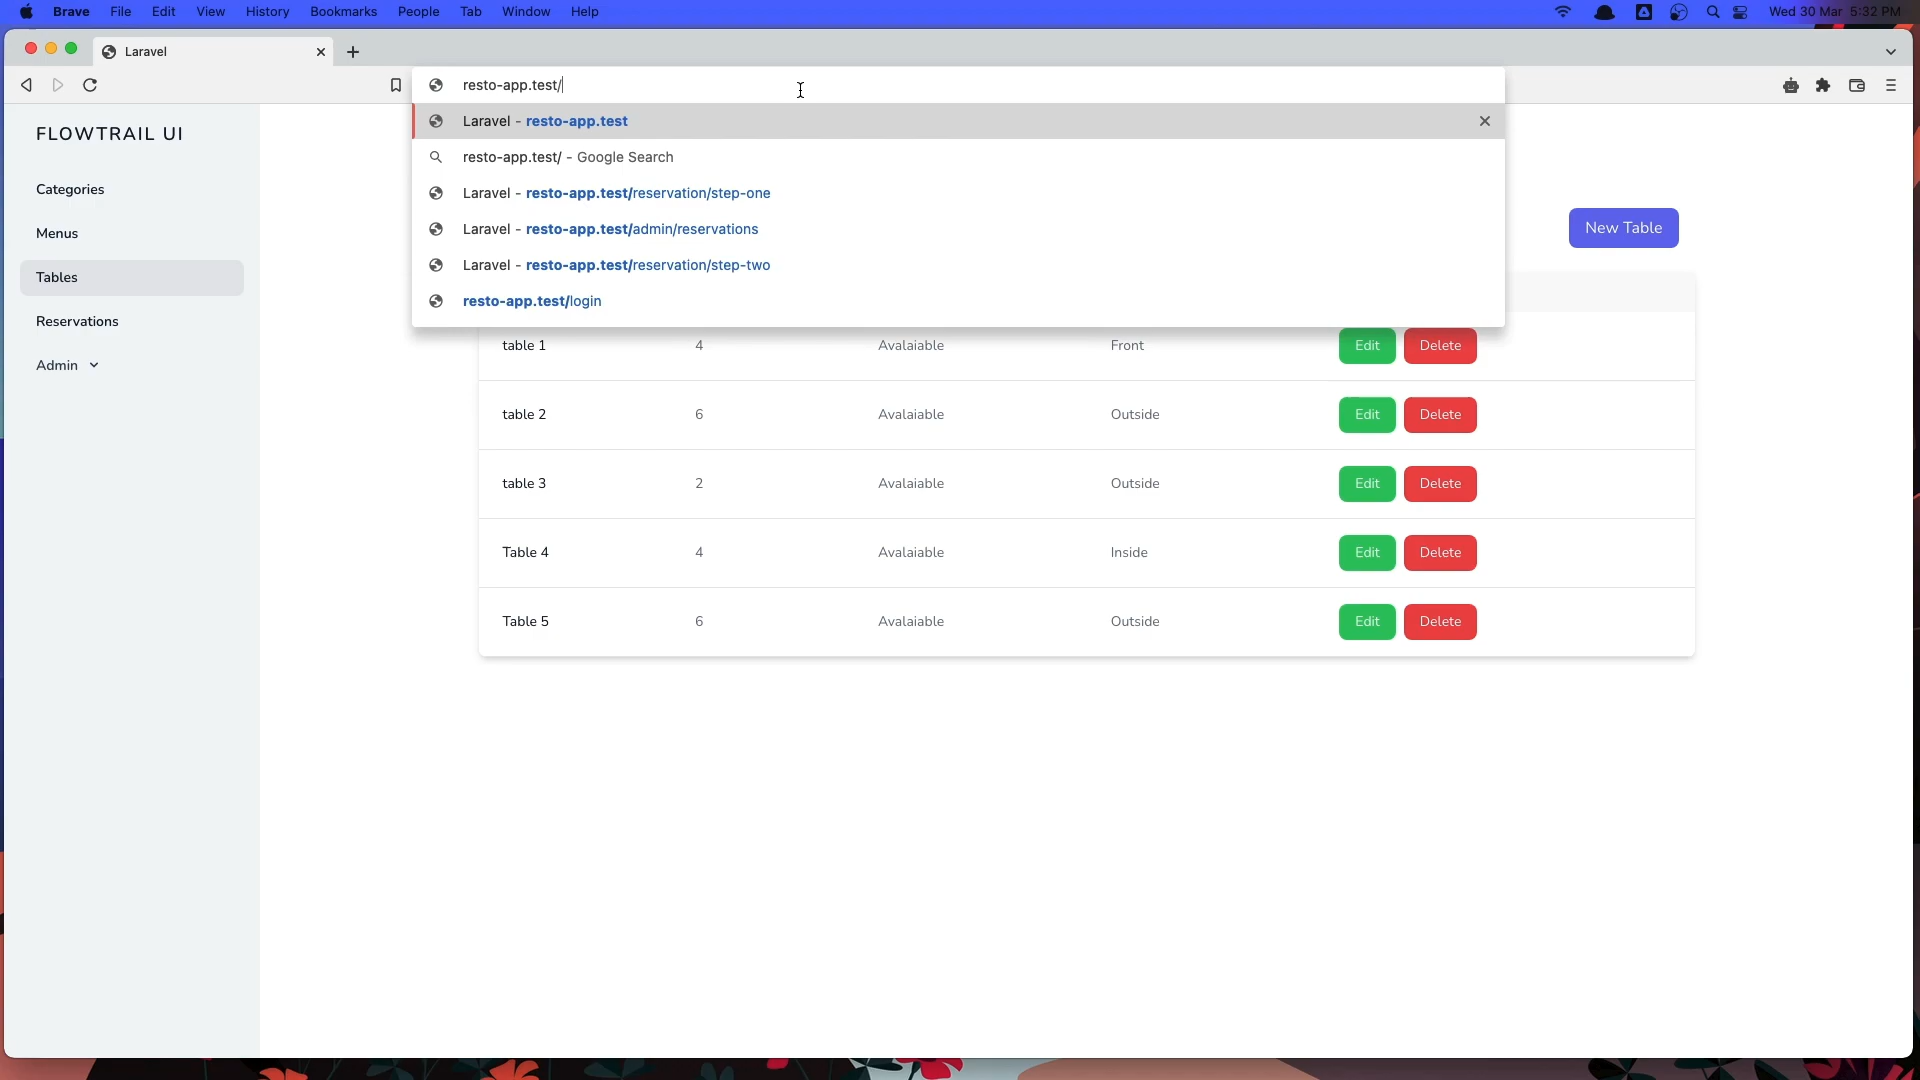 Brave File Edit View History Bookmarks People Tab Window Help
Wed 30 Mar 5:32 PM
Laravel
resto-app.test/
Laravel - resto-app.test
resto-app.test/ - Google Search
Laravel - resto-app.test/reservation/step-one
Laravel - resto-app.test/admin/reservations
Laravel - resto-app.test/reservation/step-two
resto-app.test/login
FLOWTRAIL UI
Categories
Menus
Tables
Reservations
Admin
New Table
table 1 4 Avalaiable Front Edit Delete
table 2 6 Avalaiable Outside Edit Delete
table 3 2 Avalaiable Outside Edit Delete
Table 4 4 Avalaiable Inside Edit Delete
Table 5 6 Avalaiable Outside Edit Delete